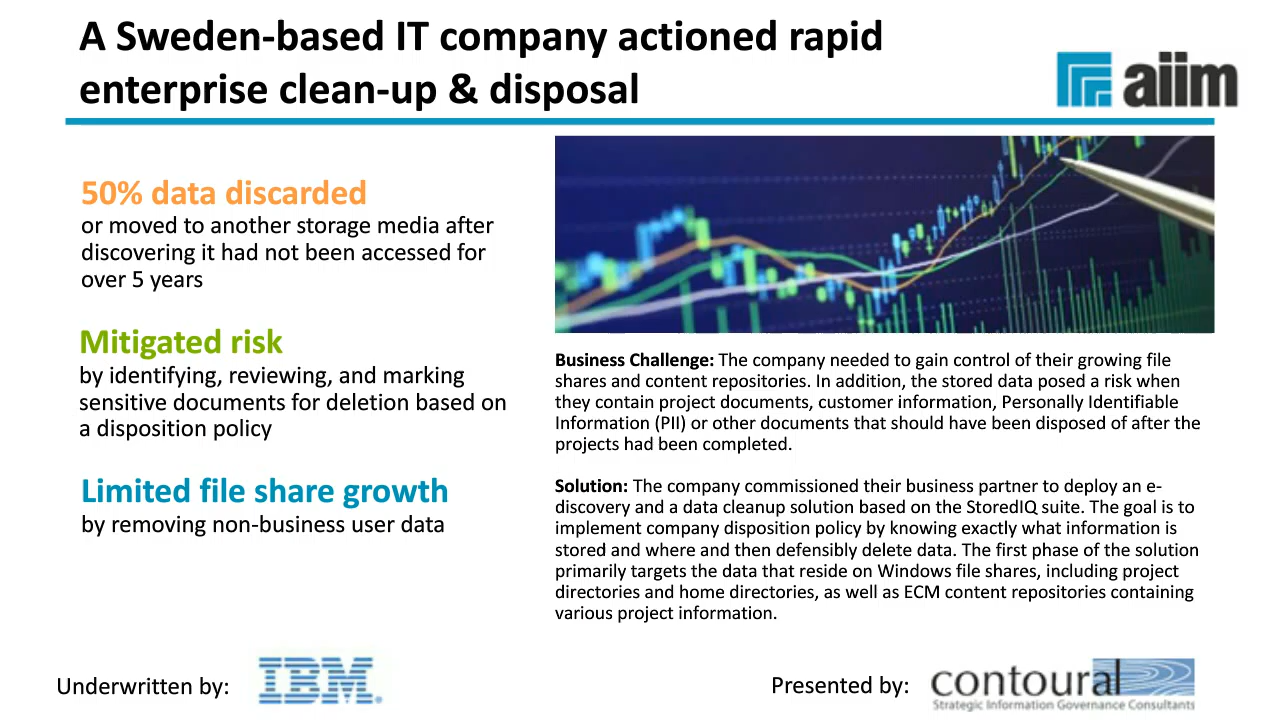 A Sweden-based IT company actioned rapid
enterprise clean-up & disposal
aiim
50% data discarded
or moved to another storage media after
discovering it had not been accessed for
over 5 years
Mitigated risk
by identifying, reviewing, and marking
sensitive documents for deletion based on
a disposition policy
Limited file share growth
by removing non-business user data
Business Challenge: The company needed to gain control of their growing file
shares and content repositories. In addition, the stored data posed a risk when
they contain project documents, customer information, Personally Identifiable
Information (PII) or other documents that should have been disposed of after the
projects had been completed.
Solution: The company commissioned their business partner to deploy an e-
discovery and a data cleanup solution based on the StoredIQ suite. The goal is to
implement company disposition policy by knowing exactly what information is
stored and where and then defensibly delete data. The first phase of the solution
primarily targets the data that reside on Windows file shares, including project
directories and home directories, as well as ECM content repositories containing
various project information.
Underwritten by:
IBM®
Presented by:
contoural
Strategic Information Governance Consultants